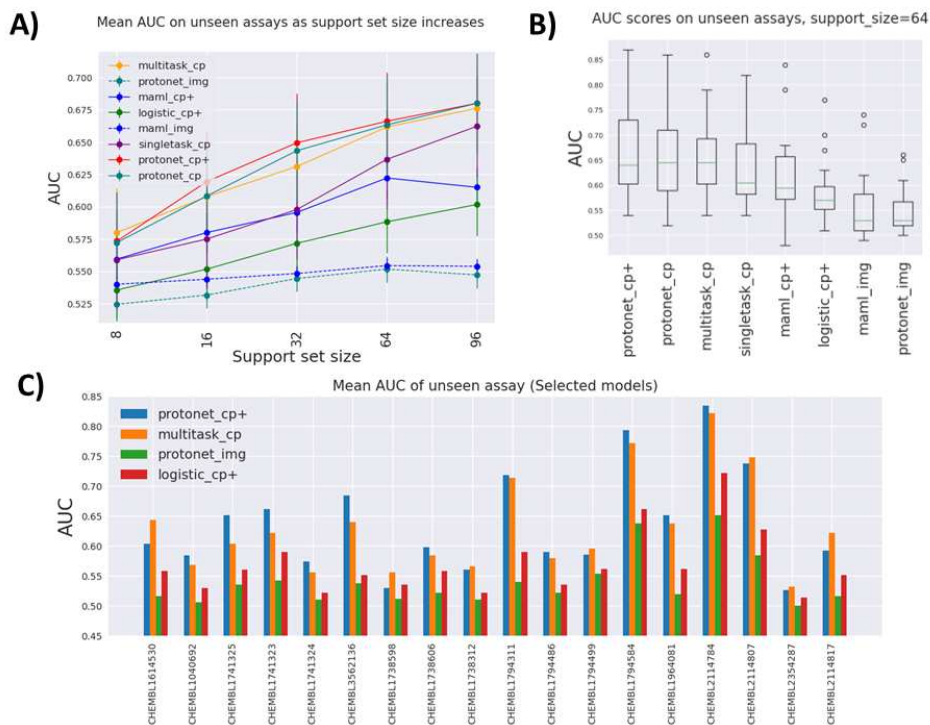 A)
Mean AUC on unseen assays as support set size increases
AUC
0.700
0.675
0.650
0.625
0.600
0.575
0.550
0.525
multitask_cp
protonet_img
maml_cp+
logistic_cp+
maml_img
singletask_cp
protonet_cp+
protonet_cp
8
16
32
64
96
Support set size
B)
AUC scores on unseen assays, support_size=64
AUC
0.85
0.80
0.75
0.70
0.65
0.60
0.55
0.50
protonet_cp+
protonet_cp
multitask_cp
singletask_cp
maml_cp+
logistic_cp+
maml_img
protonet_img
C)
Mean AUC of unseen assay (Selected models)
AUC
0.85
0.80
0.75
0.70
0.65
0.60
0.55
0.50
0.45
protonet_cp+
multitask_cp
protonet_img
logistic_cp+
CHEMBL1614530
CHEMBL1040692
CHEMBL1741325
CHEMBL1741323
CHEMBL1741324
CHEMBL3562136
CHEMBL1738598
CHEMBL1738606
CHEMBL1738312
CHEMBL1794311
CHEMBL1794486
CHEMBL1794499
CHEMBL1794584
CHEMBL1964081
CHEMBL2114784
CHEMBL2114807
CHEMBL2354287
CHEMBL2114817